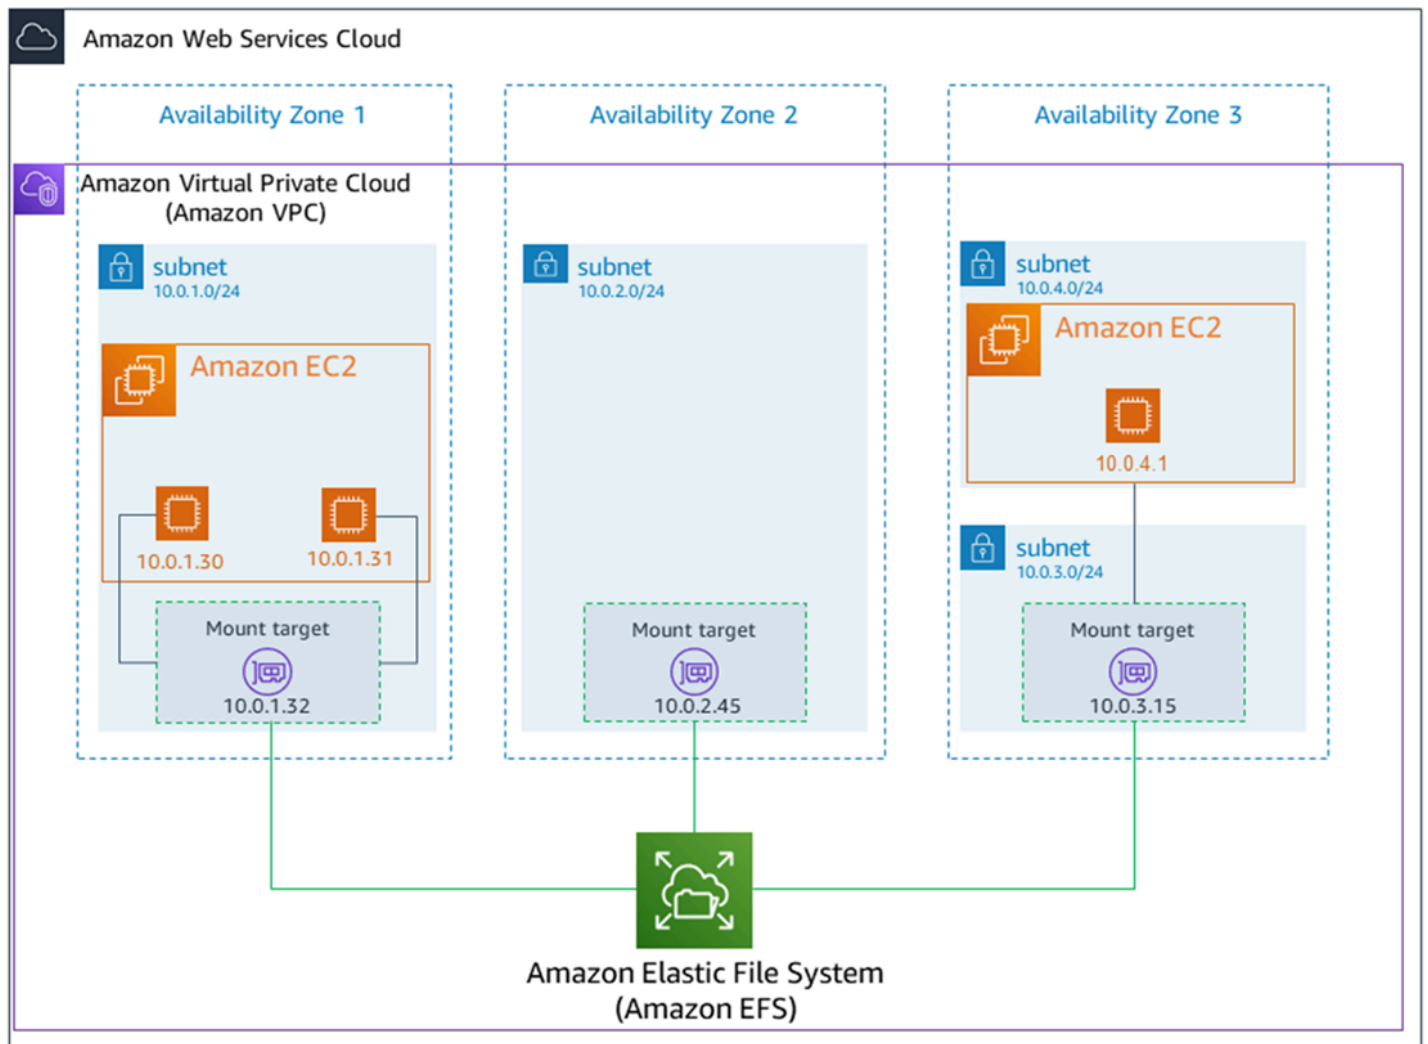 Amazon Web Services Cloud
Availability Zone 1
Availability Zone 2
Availability Zone 3
Amazon Virtual Private Cloud
(Amazon VPC)
subnet
10.0.1.0/24
Amazon EC2
10.0.1.30
10.0.1.31
Mount target
10.0.1.32
subnet
10.0.2.0/24
Mount target
10.0.2.45
subnet
10.0.4.0/24
Amazon EC2
10.0.4.1
subnet
10.0.3.0/24
Mount target
10.0.3.15
Amazon Elastic File System
(Amazon EFS)